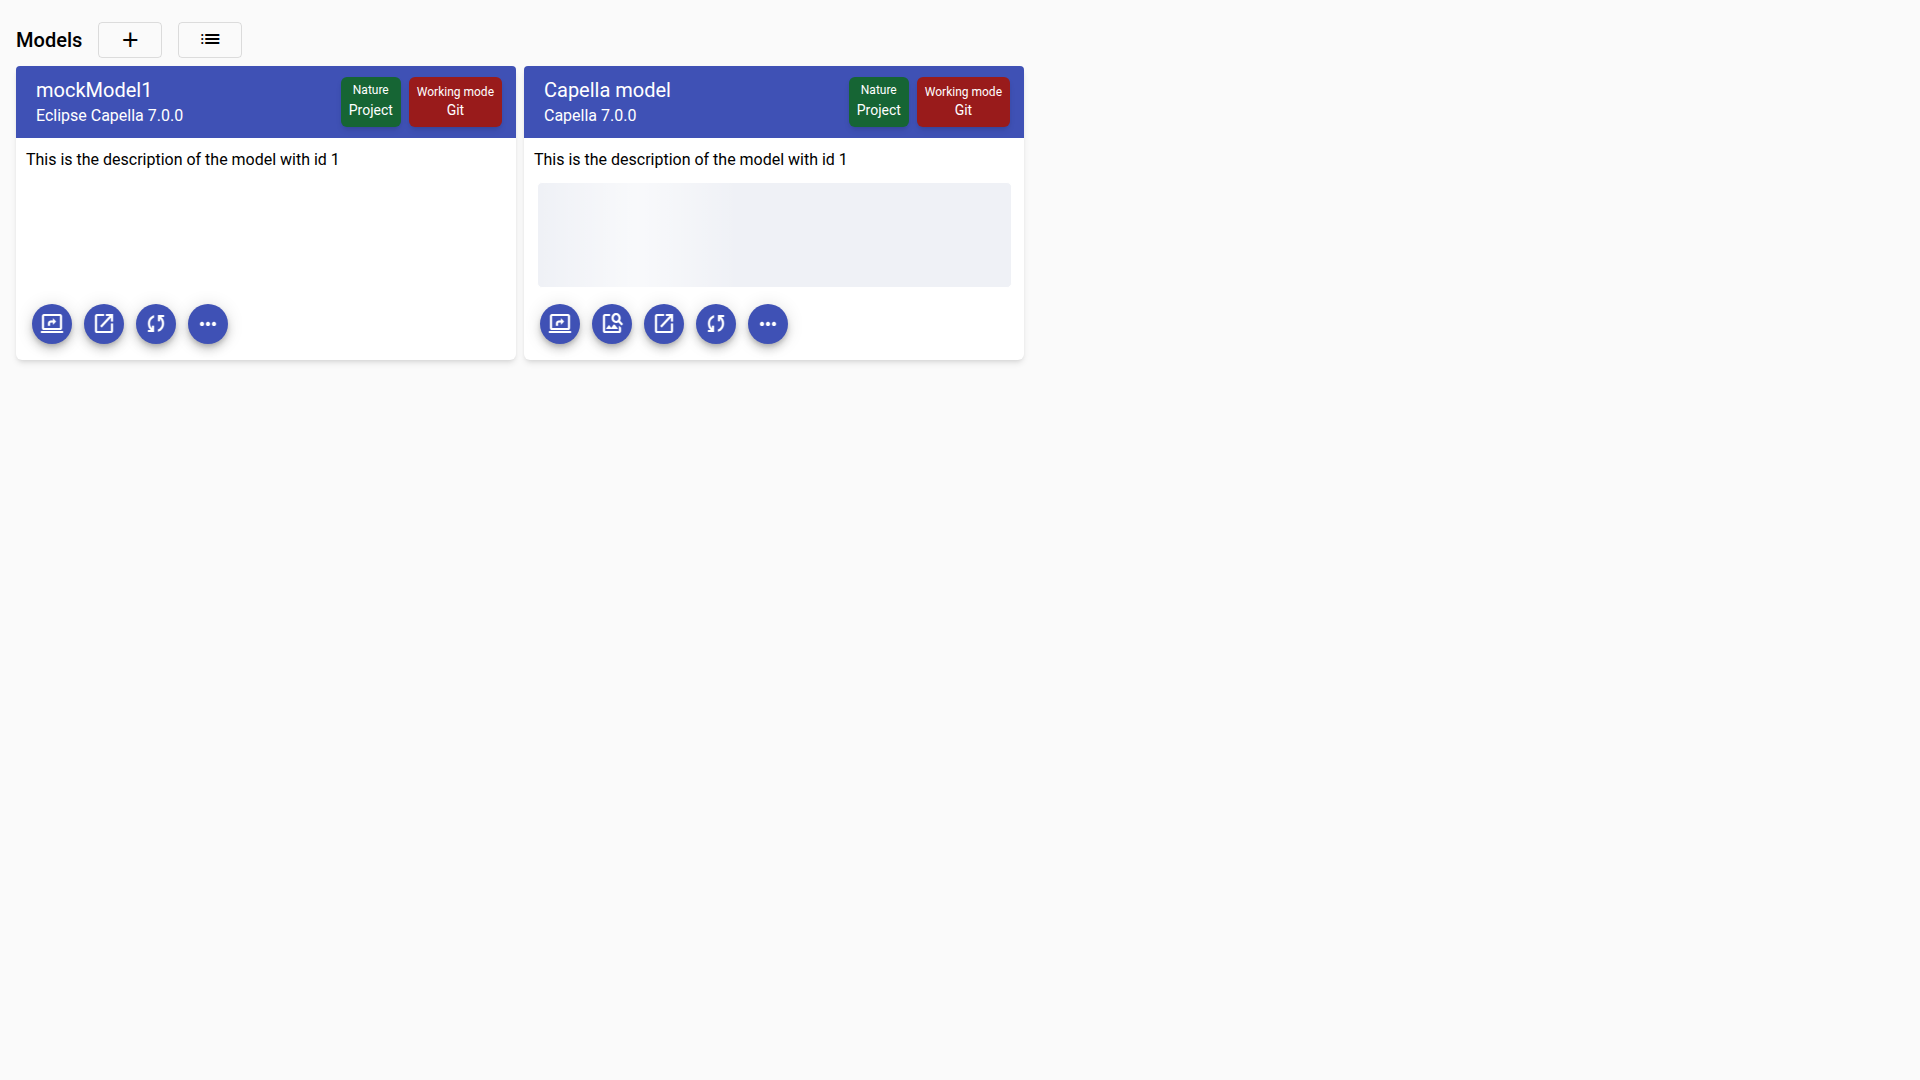 Models
mockModel1
Eclipse Capella 7.0.0
Nature
Project
Working mode
Git
This is the description of the model with id 1
Capella model
Capella 7.0.0
Nature
Project
Working mode
Git
This is the description of the model with id 1